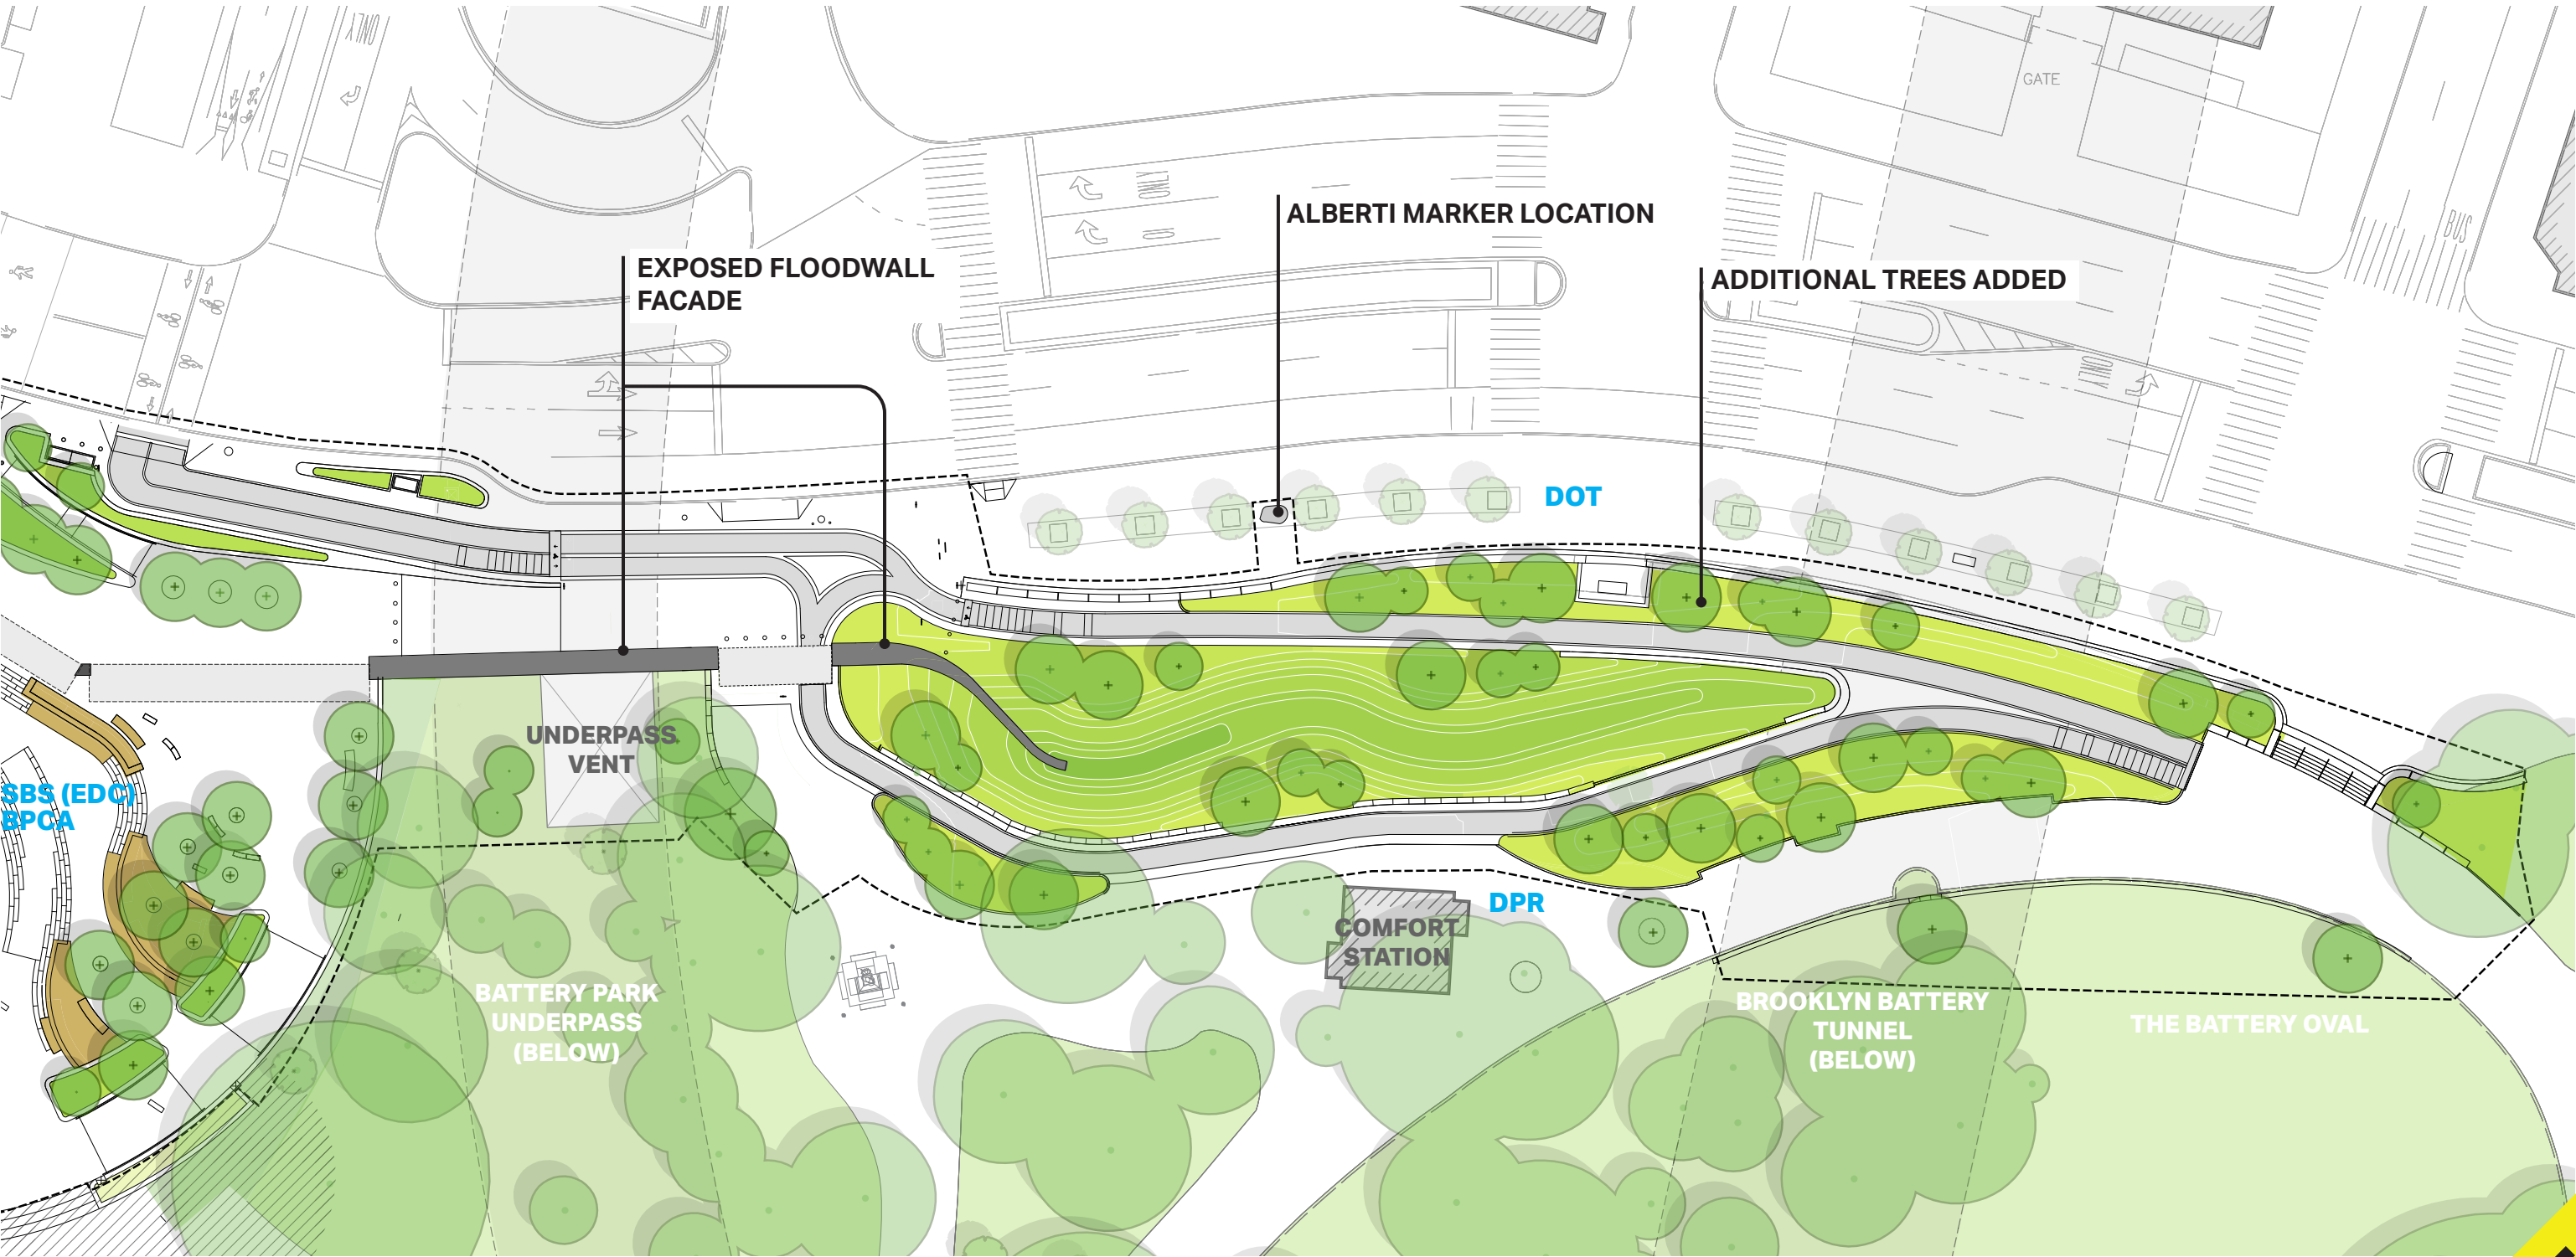 GATE
ONLY
BUS
ALBERTI MARKER LOCATION
EXPOSED FLOODWALL
FACADE
ADDITIONAL TREES ADDED
DOT
UNDERPASS
VENT
SBS (EDC)
BPCA
DPR
COMFORT
STATION
BATTERY PARK
UNDERPASS
(BELOW)
BROOKLYN BATTERY
TUNNEL
(BELOW)
THE BATTERY OVAL